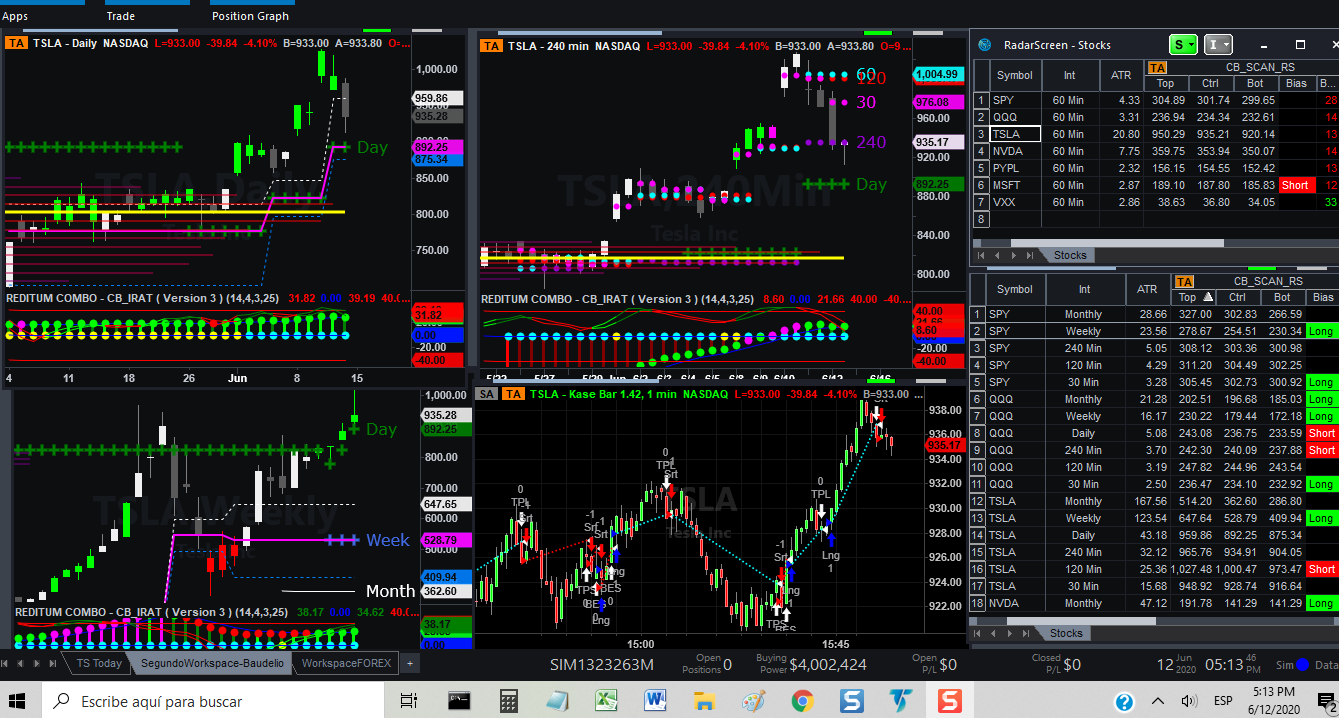 Apps Trade Position Graph
TA TSLA - Daily NASDAQ L=933.00 -39.84 -4.10% B=933.00 A=933.80 O=...
1,000.00
959.86
935.28
892.25
875.34
850.00
800.00
750.00
Day
TSLA, Daily
REDITUM COMBO - CB_IRAT ( Version 3 ) (14,4,3,25) 31.82 0.00 39.19 40.0...
31.82
0.00
-20.00
-40.00
4 11 18 26 Jun 8 15
TA TSLA - 240 min NASDAQ L=933.00 -39.84 -4.10% B=933.00 A=933.80 O=9...
60
120
30
240
Day
1,004.99
976.08
960.00
935.17
920.00
892.25
880.00
840.00
800.00
Tesla Inc
REDITUM COMBO - CB_IRAT ( Version 3 ) (14,4,3,25) 8.60 0.00 21.66 40.00 -40....
40.00
21.66
8.60
-20.00
-40.00
5/22 5/27 5/29 Jun 6/2 6/3 6/4 6/5 6/8 6/9 6/10 6/12 6/16
1,000.00
935.28
892.25
800.00
700.00
647.65
600.00
528.79
500.00
409.94
362.60
Day
Week
Month
TSLA, Weekly
REDITUM COMBO - CB_IRAT ( Version 3 ) (14,4,3,25) 38.17 0.00 34.62 40.0...
38.17
0.00
SA TA TSLA - Kase Bar 1.42, 1 min NASDAQ L=933.00 -39.84 -4.10% B=933.00 ...
938.00
936.00
935.17
934.00
932.00
930.00
928.00
926.00
924.00
922.00
TSLA
Tesla Inc
15:00 15:45
RadarScreen - Stocks S I
Symbol Int ATR TA CB_SCAN_RS
Top Ctrl Bot Bias B...
1 SPY 60 Min 4.33 304.89 301.74 299.65 26
2 QQQ 60 Min 3.31 236.94 234.34 232.61 14
3 TSLA 60 Min 20.80 950.29 935.21 920.14 13
4 NVDA 60 Min 7.75 359.75 353.94 350.07 14
5 PYPL 60 Min 2.32 156.15 154.55 152.42 13
6 MSFT 60 Min 2.87 189.10 187.80 185.83 Short 12
7 VXX 60 Min 2.86 38.63 36.80 34.05 33
8
Stocks
Symbol Int ATR TA CB_SCAN_RS
Top Ctrl Bot Bias
1 SPY Monthly 28.66 327.00 302.83 266.59
2 SPY Weekly 23.56 278.67 254.51 230.34 Long
3 SPY 240 Min 5.05 308.12 303.36 300.98
4 SPY 120 Min 4.29 311.20 304.49 302.25
5 SPY 30 Min 3.28 305.45 302.73 300.92 Long
6 QQQ Monthly 21.28 202.51 196.68 185.03 Long
7 QQQ Weekly 16.17 230.22 179.44 172.18 Long
8 QQQ Daily 5.08 243.08 236.75 233.59 Short
9 QQQ 240 Min 3.70 242.30 240.09 237.88 Short
10 QQQ 120 Min 3.19 247.82 244.96 243.54
11 QQQ 30 Min 2.50 236.47 234.10 232.92 Long
12 TSLA Monthly 167.56 514.20 362.60 286.80
13 TSLA Weekly 123.54 647.64 528.79 409.94 Long
14 TSLA Daily 43.18 959.86 892.25 875.34
15 TSLA 240 Min 32.12 965.76 934.91 904.05
16 TSLA 120 Min 25.36 1,027.48 1,000.47 973.47 Short
17 TSLA 30 Min 15.68 948.92 928.74 916.64
18 NVDA Monthly 47.12 191.78 141.29 141.29 Long
Stocks
TS Today SegundoWorkspace-Baudelio WorkspaceFOREX +
SIM1323263M Open Positions 0 Buying Power $4,002,424 Open P/L $0 Closed P/L $0 12 Jun 2020 05:13 46 PM Sim Data
Escribe aquí para buscar
ESP
5:13 PM
6/12/2020
2